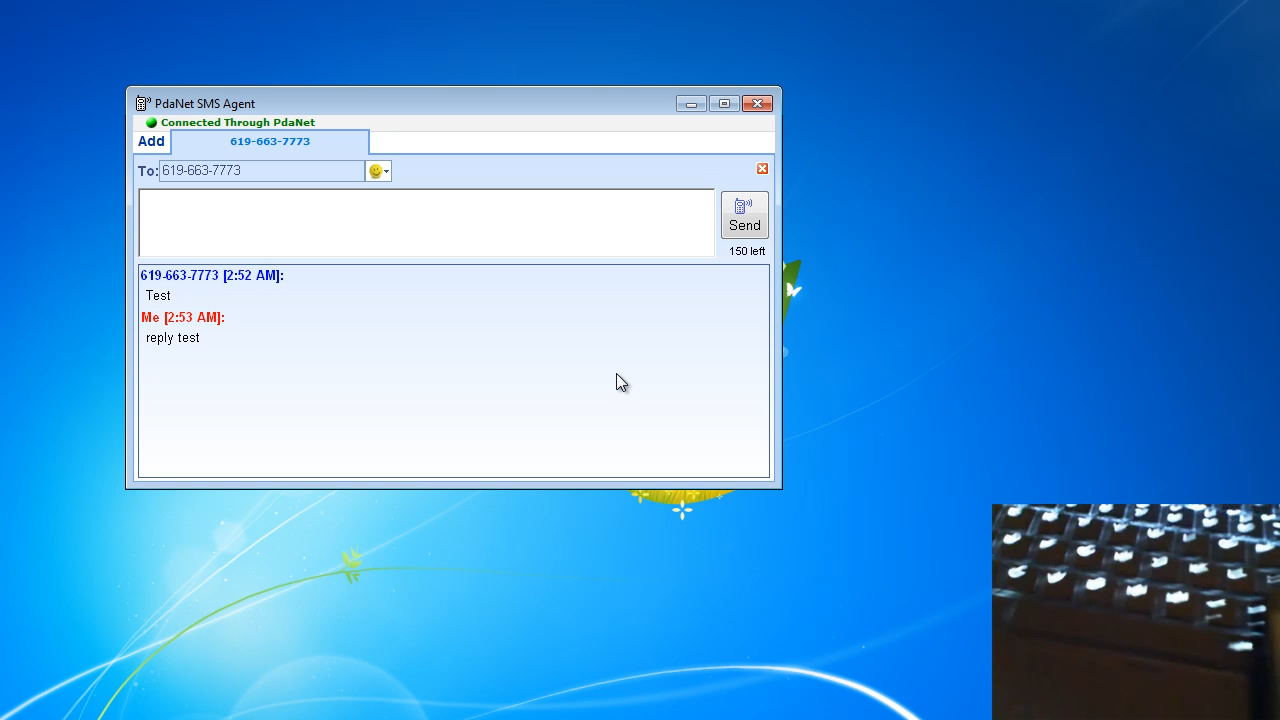 PdaNet SMS Agent
Connected Through PdaNet
Add
619-663-7773
To: 619-663-7773
Send
150 left
619-663-7773 [2:52 AM]:
Test
Me [2:53 AM]:
reply test